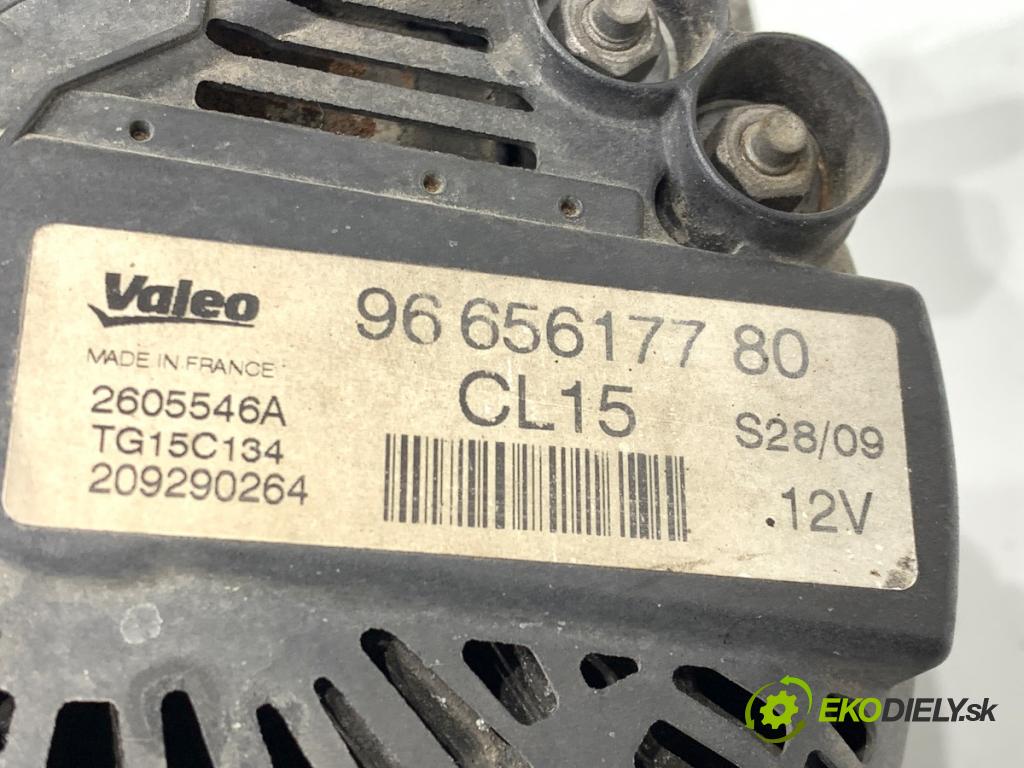 Valeo
96 656177 80
MADE IN FRANCE
CL15
2605546A
S28/09
TG15C134
209290264
.12V
EKODIELY.sk